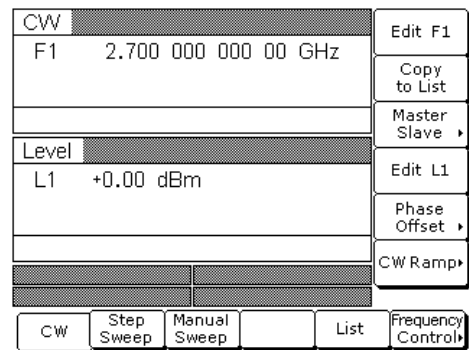 CW
F1 2.700 000 000 00 GHz
Level
L1 +0.00 dBm
Edit F1
Copy
to List
Master
Slave
Edit L1
Phase
Offset
CW Ramp
CW
Step
Sweep
Manual
Sweep
List
Frequency
Control